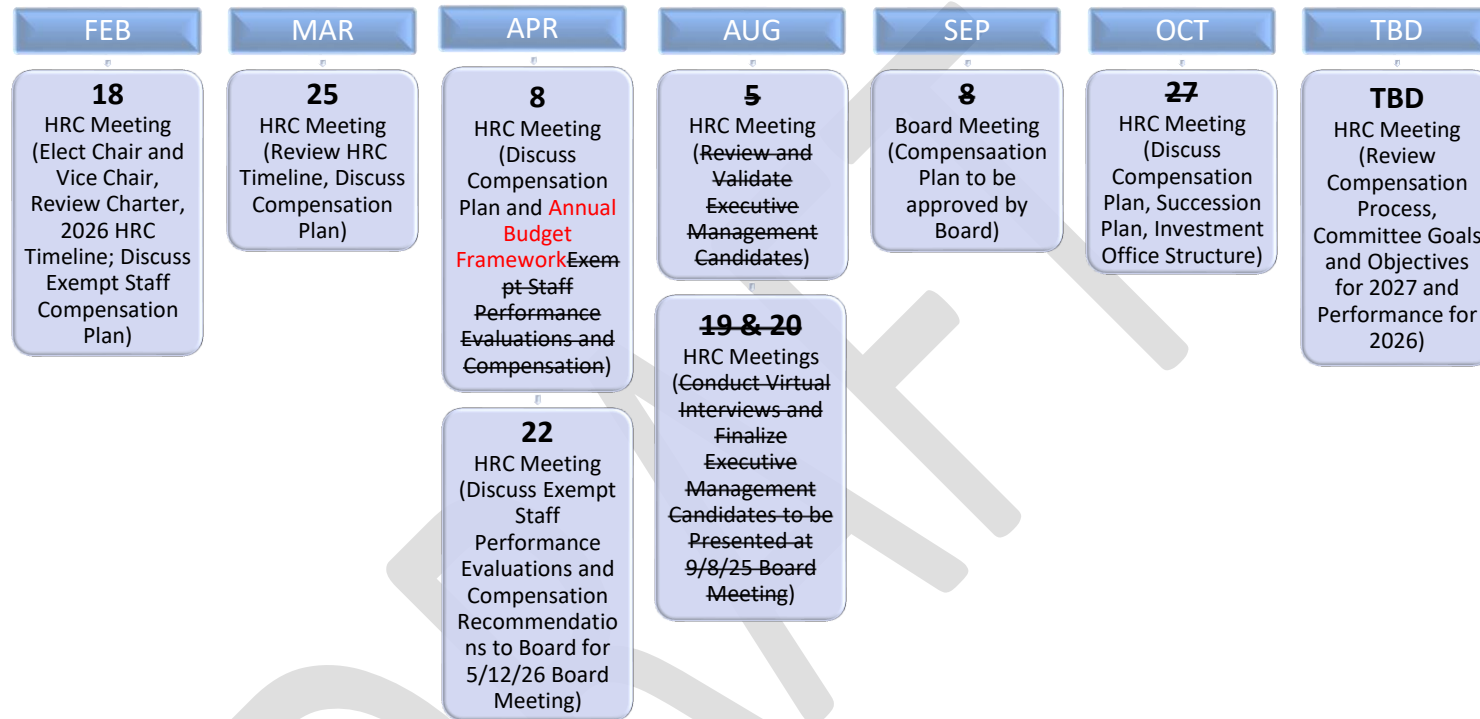 FEB
18
HRC Meeting
(Elect Chair and
Vice Chair,
Review Charter,
2026 HRC
Timeline; Discuss
Exempt Staff
Compensation
Plan)
MAR
25
HRC Meeting
(Review HRC
Timeline, Discuss
Compensation
Plan)
APR
8
HRC Meeting
(Discuss
Compensation
Plan and Annual
Budget
FrameworkExem
pt Staff
Performance
Evaluations and
Compensation)
22
HRC Meeting
(Discuss Exempt
Staff
Performance
Evaluations and
Compensation
Recommendatio
ns to Board for
5/12/26 Board
Meeting)
AUG
5
HRC Meeting
(Review and
Validate
Executive
Management
Candidates)
19 & 20
HRC Meetings
(Conduct Virtual
Interviews and
Finalize
Executive
Management
Candidates to be
Presented at
9/8/25 Board
Meeting)
SEP
8
Board Meeting
(Compensaation
Plan to be
approved by
Board)
OCT
27
HRC Meeting
(Discuss
Compensation
Plan, Succession
Plan, Investment
Office Structure)
TBD
TBD
HRC Meeting
(Review
Compensation
Process,
Committee Goals
and Objectives
for 2027 and
Performance for
2026)
DRAFT